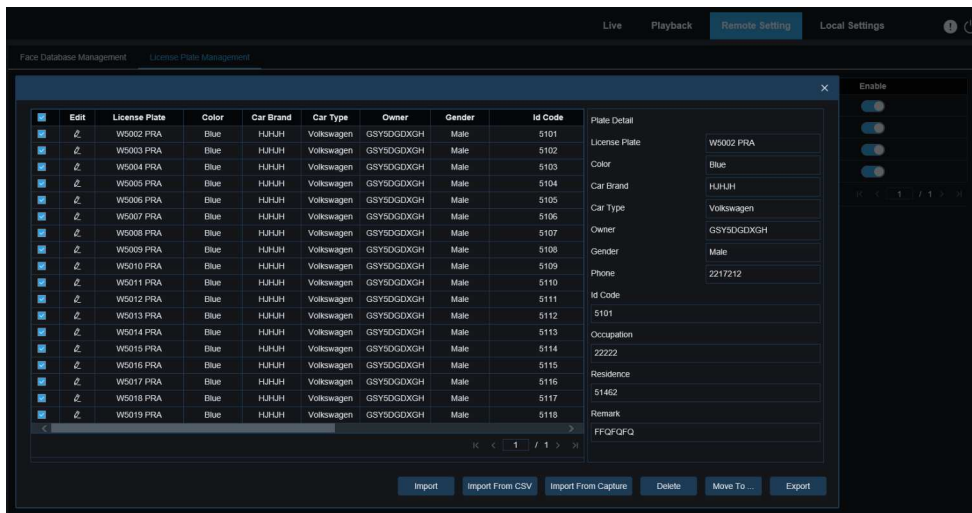 Live Playback Remote Setting Local Settings
Face Database Management License Plate Management
Enable
Edit License Plate Color Car Brand Car Type Owner Gender Id Code
W5002 PRA Blue HJHJH Volkswagen GSY5DGDXGH Male 5101
W5003 PRA Blue HJHJH Volkswagen GSY5DGDXGH Male 5102
W5004 PRA Blue HJHJH Volkswagen GSY5DGDXGH Male 5103
W5005 PRA Blue HJHJH Volkswagen GSY5DGDXGH Male 5104
W5006 PRA Blue HJHJH Volkswagen GSY5DGDXGH Male 5105
W5007 PRA Blue HJHJH Volkswagen GSY5DGDXGH Male 5106
W5008 PRA Blue HJHJH Volkswagen GSY5DGDXGH Male 5107
W5009 PRA Blue HJHJH Volkswagen GSY5DGDXGH Male 5108
W5010 PRA Blue HJHJH Volkswagen GSY5DGDXGH Male 5109
W5011 PRA Blue HJHJH Volkswagen GSY5DGDXGH Male 5110
W5012 PRA Blue HJHJH Volkswagen GSY5DGDXGH Male 5111
W5013 PRA Blue HJHJH Volkswagen GSY5DGDXGH Male 5112
W5014 PRA Blue HJHJH Volkswagen GSY5DGDXGH Male 5113
W5015 PRA Blue HJHJH Volkswagen GSY5DGDXGH Male 5114
W5016 PRA Blue HJHJH Volkswagen GSY5DGDXGH Male 5115
W5017 PRA Blue HJHJH Volkswagen GSY5DGDXGH Male 5116
W5018 PRA Blue HJHJH Volkswagen GSY5DGDXGH Male 5117
W5019 PRA Blue HJHJH Volkswagen GSY5DGDXGH Male 5118
1 / 1
Plate Detail
License Plate W5002 PRA
Color Blue
Car Brand HJHJH
Car Type Volkswagen
Owner GSY5DGDXGH
Gender Male
Phone 2217212
Id Code
5101
Occupation
22222
Residence
51462
Remark
FFQFQFQ
1 / 1
Import Import From CSV Import From Capture Delete Move To ... Export